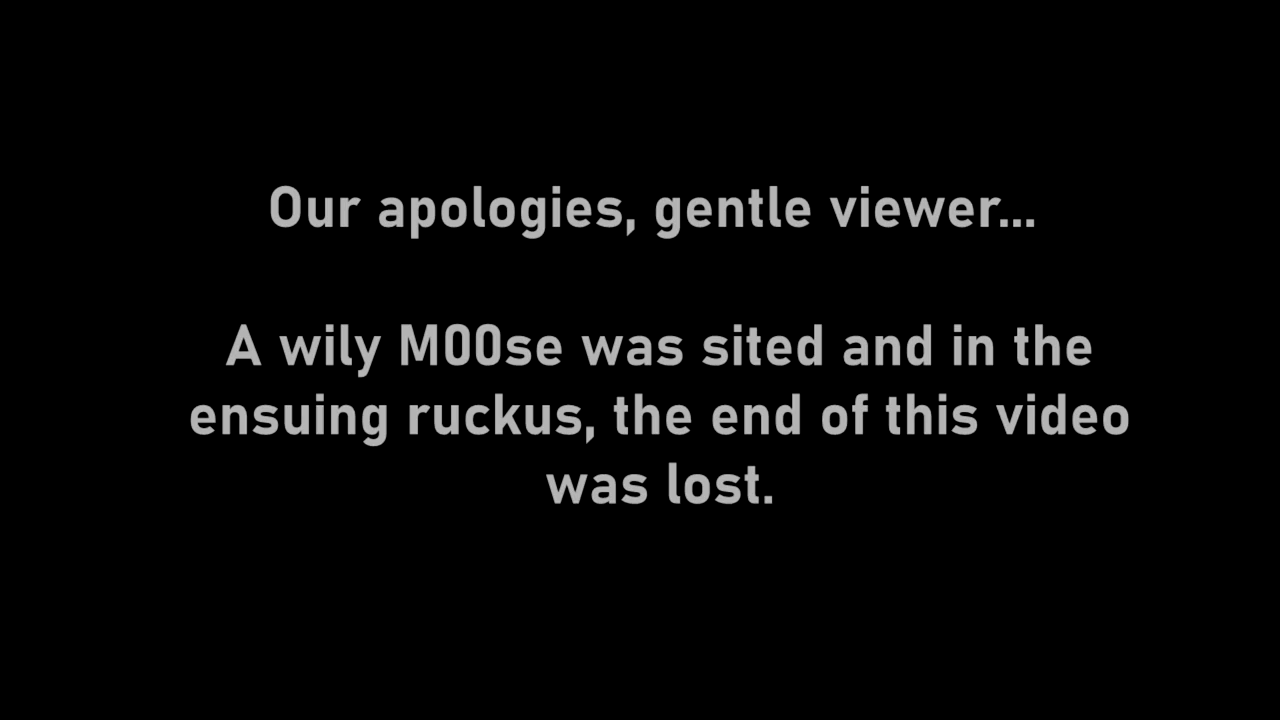 Our apologies, gentle viewer...
A wily M00se was sited and in the
ensuing ruckus, the end of this video
was lost.